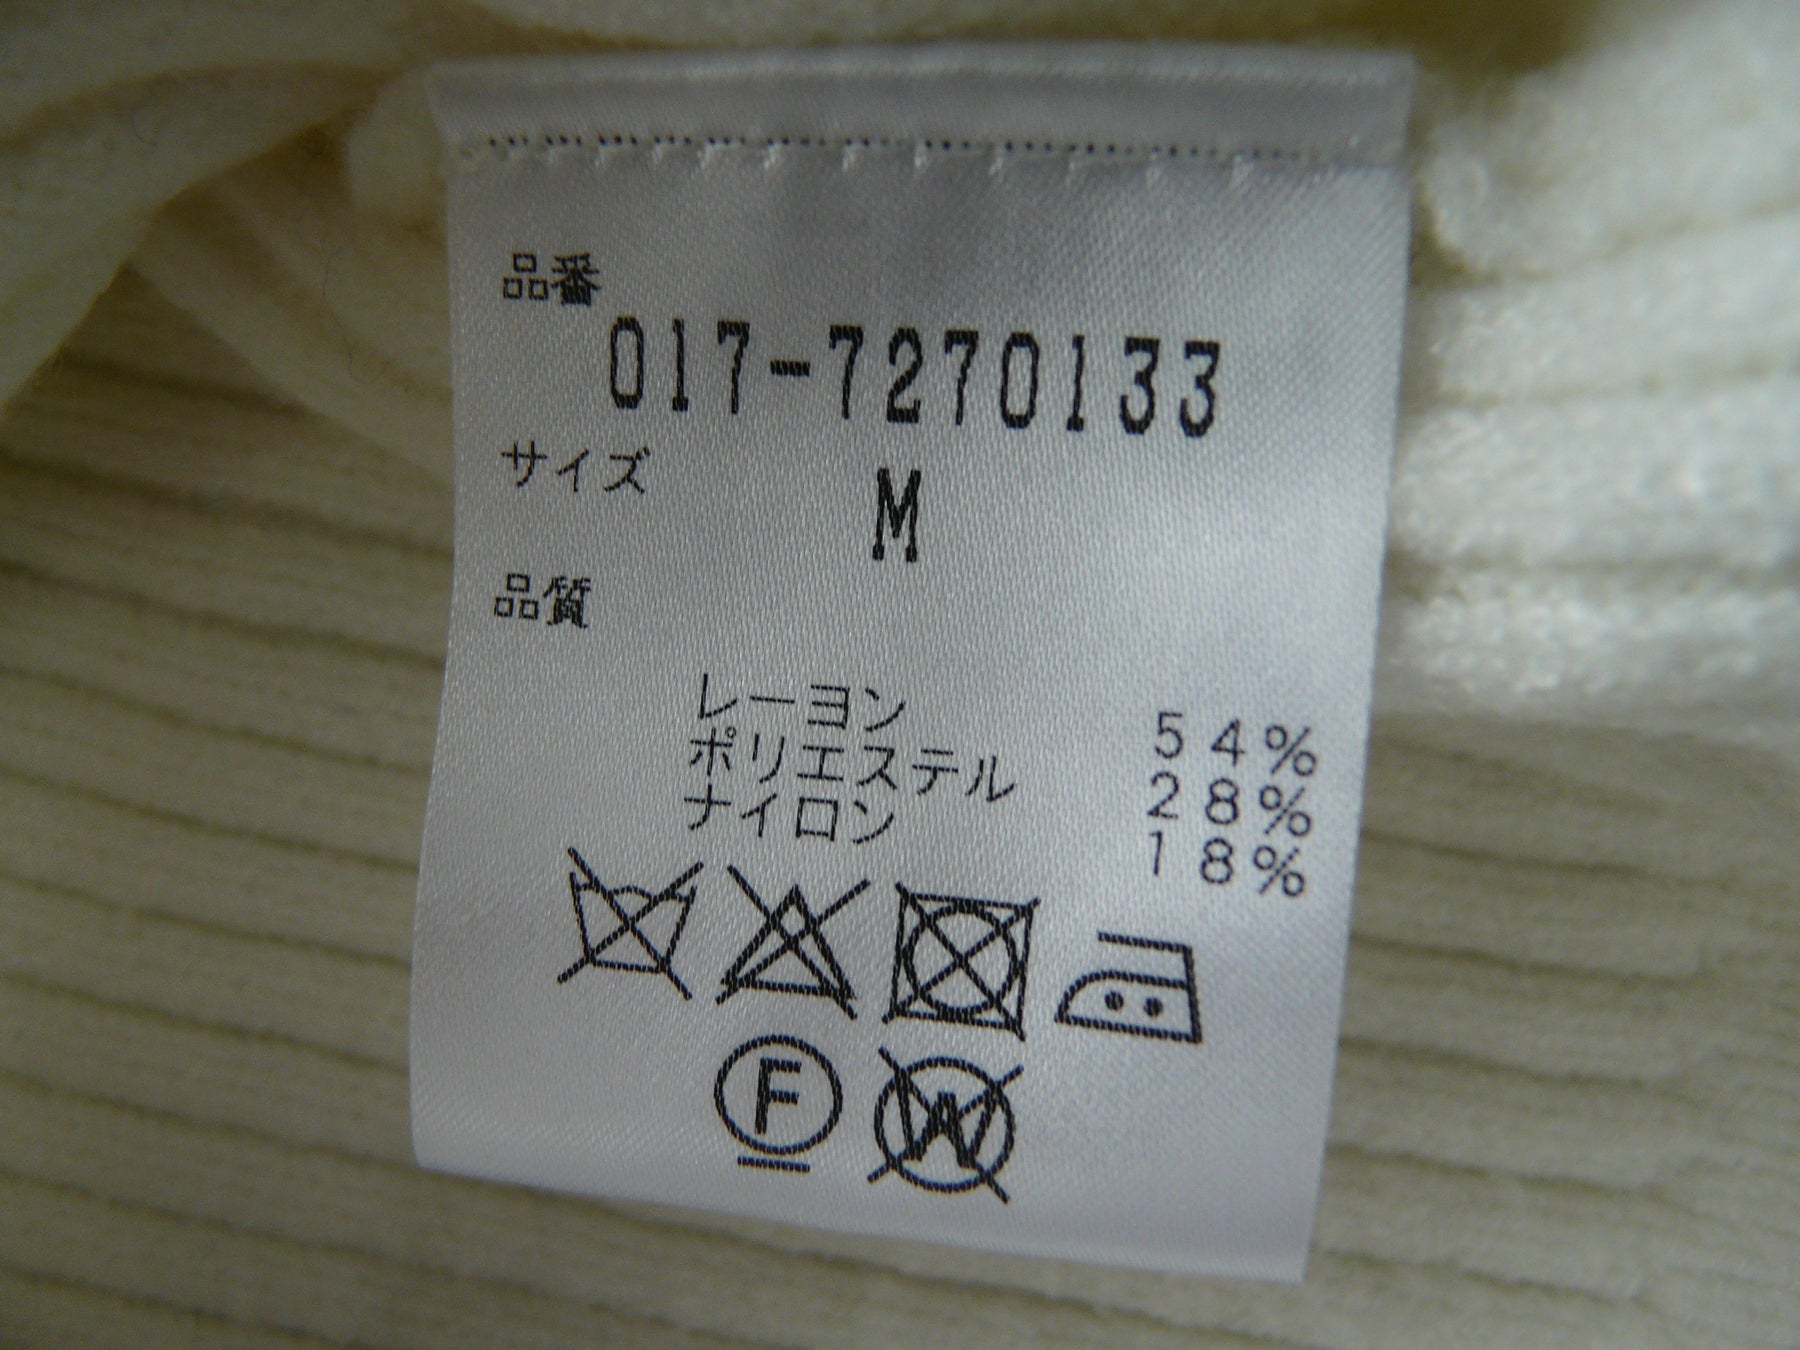 品番
017-7270133
サイズ
M
品質
レーヨン 54%
ポリエステル 28%
ナイロン 18%
F W